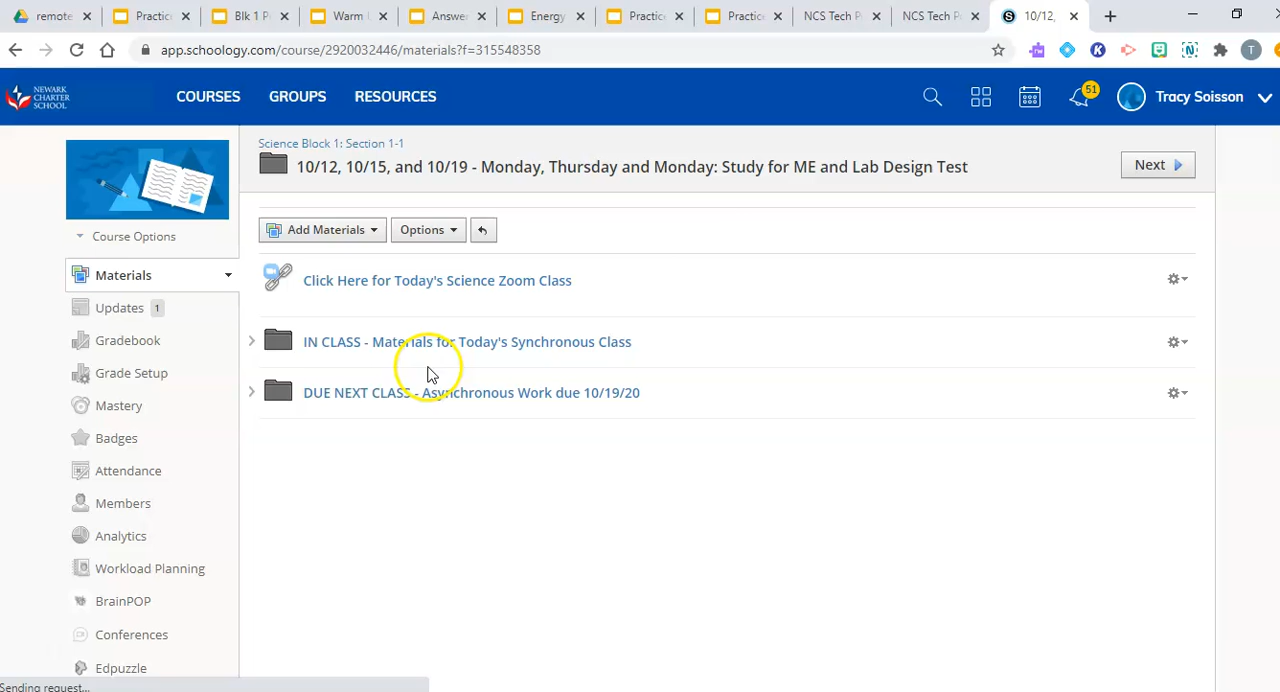 remote
Practic
Blk 1 P
Warm
Answe
Energy
Practic
Practic
NCS Tech P
NCS Tech P
10/12,
app.schoology.com/course/2920032446/materials?f=315548358
NEWARK
CHARTER
SCHOOL
COURSES
GROUPS
RESOURCES
51
Tracy Soisson
Science Block 1: Section 1-1
10/12, 10/15, and 10/19 - Monday, Thursday and Monday: Study for ME and Lab Design Test
Next
Course Options
Add Materials
Options
Materials
Click Here for Today's Science Zoom Class
Updates 1
Gradebook
IN CLASS - Materials for Today's Synchronous Class
Grade Setup
DUE NEXT CLASS - Asynchronous Work due 10/19/20
Mastery
Badges
Attendance
Members
Analytics
Workload Planning
BrainPOP
Conferences
Edpuzzle
Sending request...